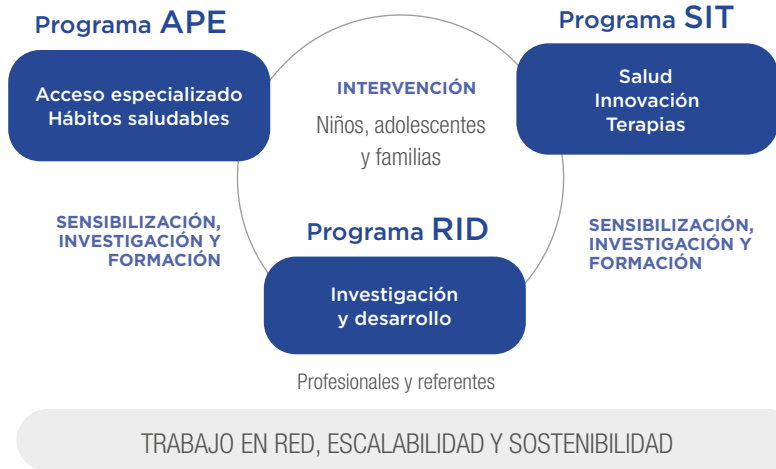 Programa APE
Acceso especializado
Hábitos saludables
INTERVENCIÓN
Niños, adolescentes
y familias
Programa SIT
Salud
Innovación
Terapias
SENSIBILIZACIÓN,
INVESTIGACIÓN Y
FORMACIÓN
Programa RID
Investigación
y desarrollo
Profesionales y referentes
SENSIBILIZACIÓN,
INVESTIGACIÓN Y
FORMACIÓN
TRABAJO EN RED, ESCALABILIDAD Y SOSTENIBILIDAD